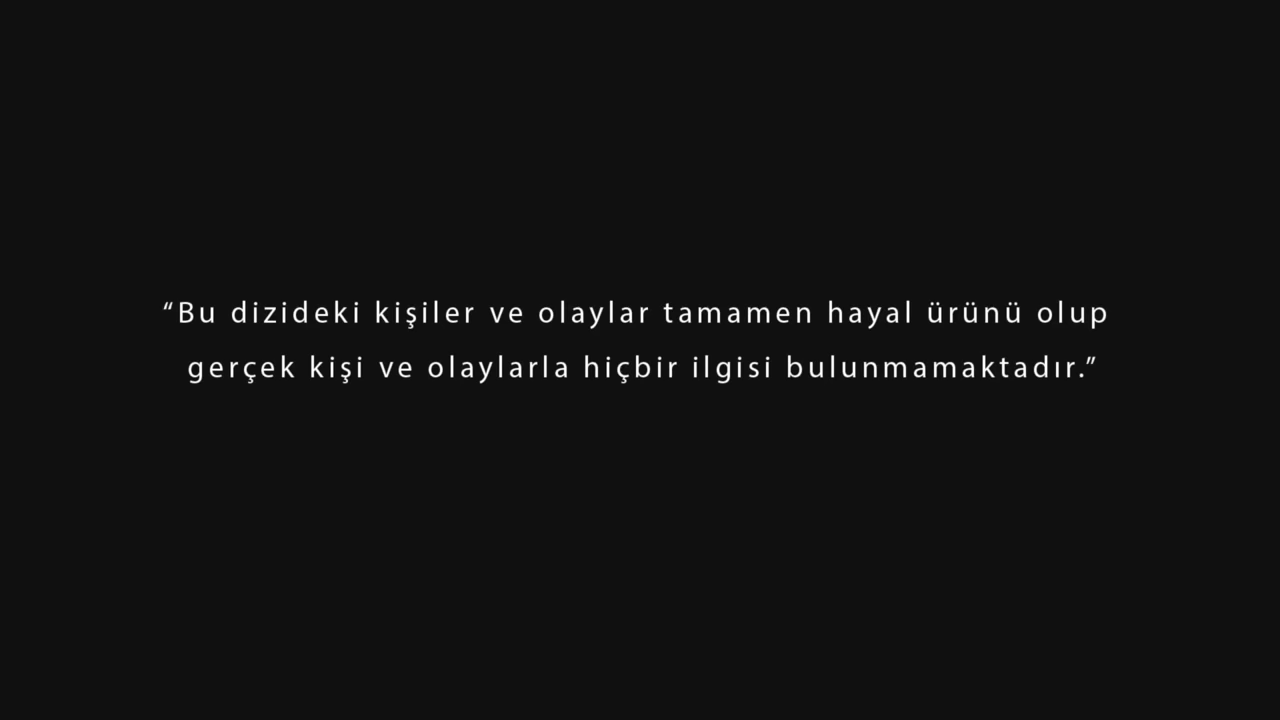 “Bu dizideki kişiler ve olaylar tamamen hayal ürünü olup
gerçek kişi ve olaylarla hiçbir ilgisi bulunmamaktadır.”